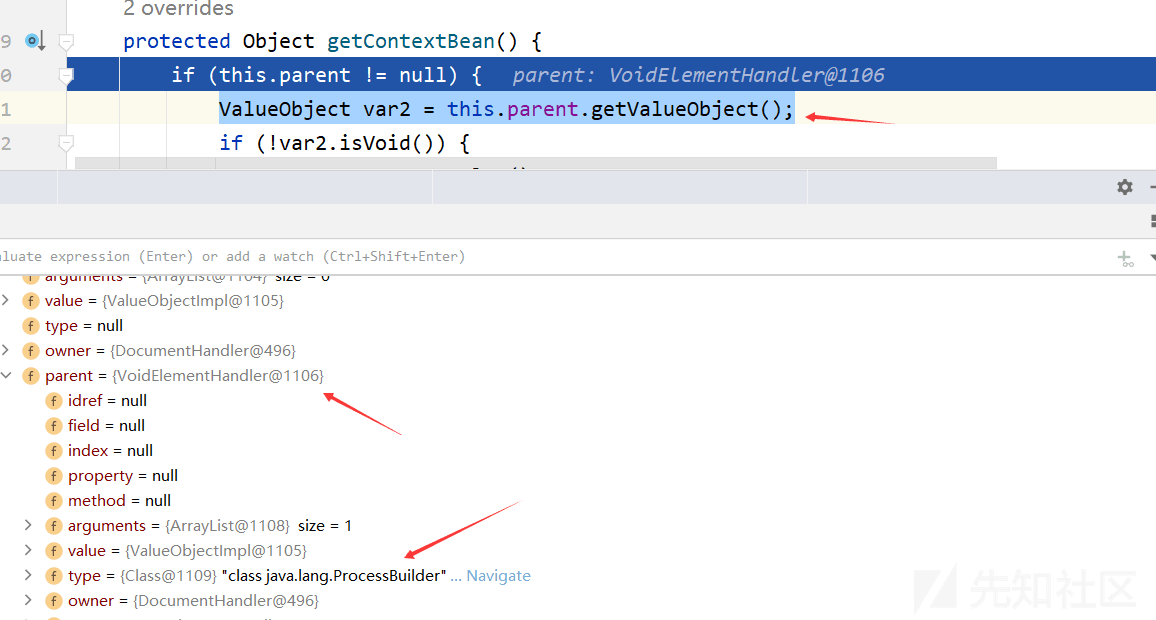 2 overrides
9 protected Object getContextBean() {
0 if (this.parent != null) { parent: VoidElementHandler@1106
1 ValueObject var2 = this.parent.getValueObject();
2 if (!var2.isVoid()) {
aluate expression (Enter) or add a watch (Ctrl+Shift+Enter)
f arguments = {ArrayList@1104} size = 0
f value = {ValueObjectImpl@1105}
f type = null
f owner = {DocumentHandler@496}
f parent = {VoidElementHandler@1106}
f idref = null
f field = null
f index = null
f property = null
f method = null
f arguments = {ArrayList@1108} size = 1
f value = {ValueObjectImpl@1105}
f type = {Class@1109} "class java.lang.ProcessBuilder" ... Navigate
f owner = {DocumentHandler@496}
先知社区